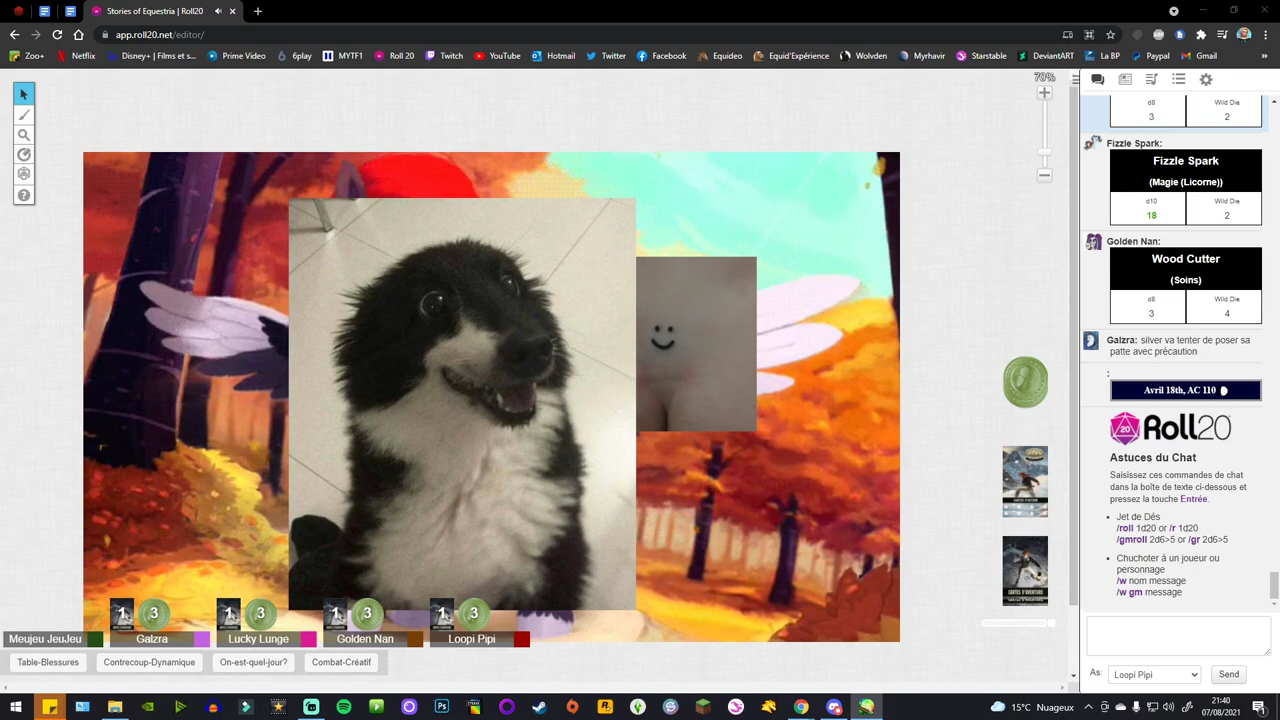 Stories of Equestria | Roll20
app.roll20.net/editor/
Zoo+
Netflix
Disney+ | Films et s...
Prime Video
6play
MYTF1
Roll 20
Twitch
YouTube
Hotmail
Twitter
Facebook
Equideo
Equid'Expérience
Wolvden
Myrhavir
Starstable
DeviantART
La BP
Paypal
Gmail
70%
d8
Wild Die
3
2
Fizzle Spark:
Fizzle Spark
(Magie (Licorne))
d10
Wild Die
18
2
Golden Nan:
Wood Cutter
(Soins)
d8
Wild Die
3
4
Galzra: silver va tenter de poser sa
patte avec précaution
:
Avril 18th, AC 110
20
Roll20
Astuces du Chat
Saisissez ces commandes de chat
dans la boîte de texte ci-dessous et
pressez la touche Entrée.
• Jet de Dés
/roll 1d20 or /r 1d20
/gmroll 2d6>5 or /gr 2d6>5
• Chuchoter à un joueur ou
personnage
/w nom message
/w gm message
1
3
1
3
1
3
1
3
Meujeu JeuJeu
Galzra
Lucky Lunge
Golden Nan
Loopi Pipi
Table-Blessures
Contrecoup-Dynamique
On-est-quel-jour?
Combat-Créatif
As:
Loopi Pipi
Send
15°C Nuageux
21:40
07/08/2021